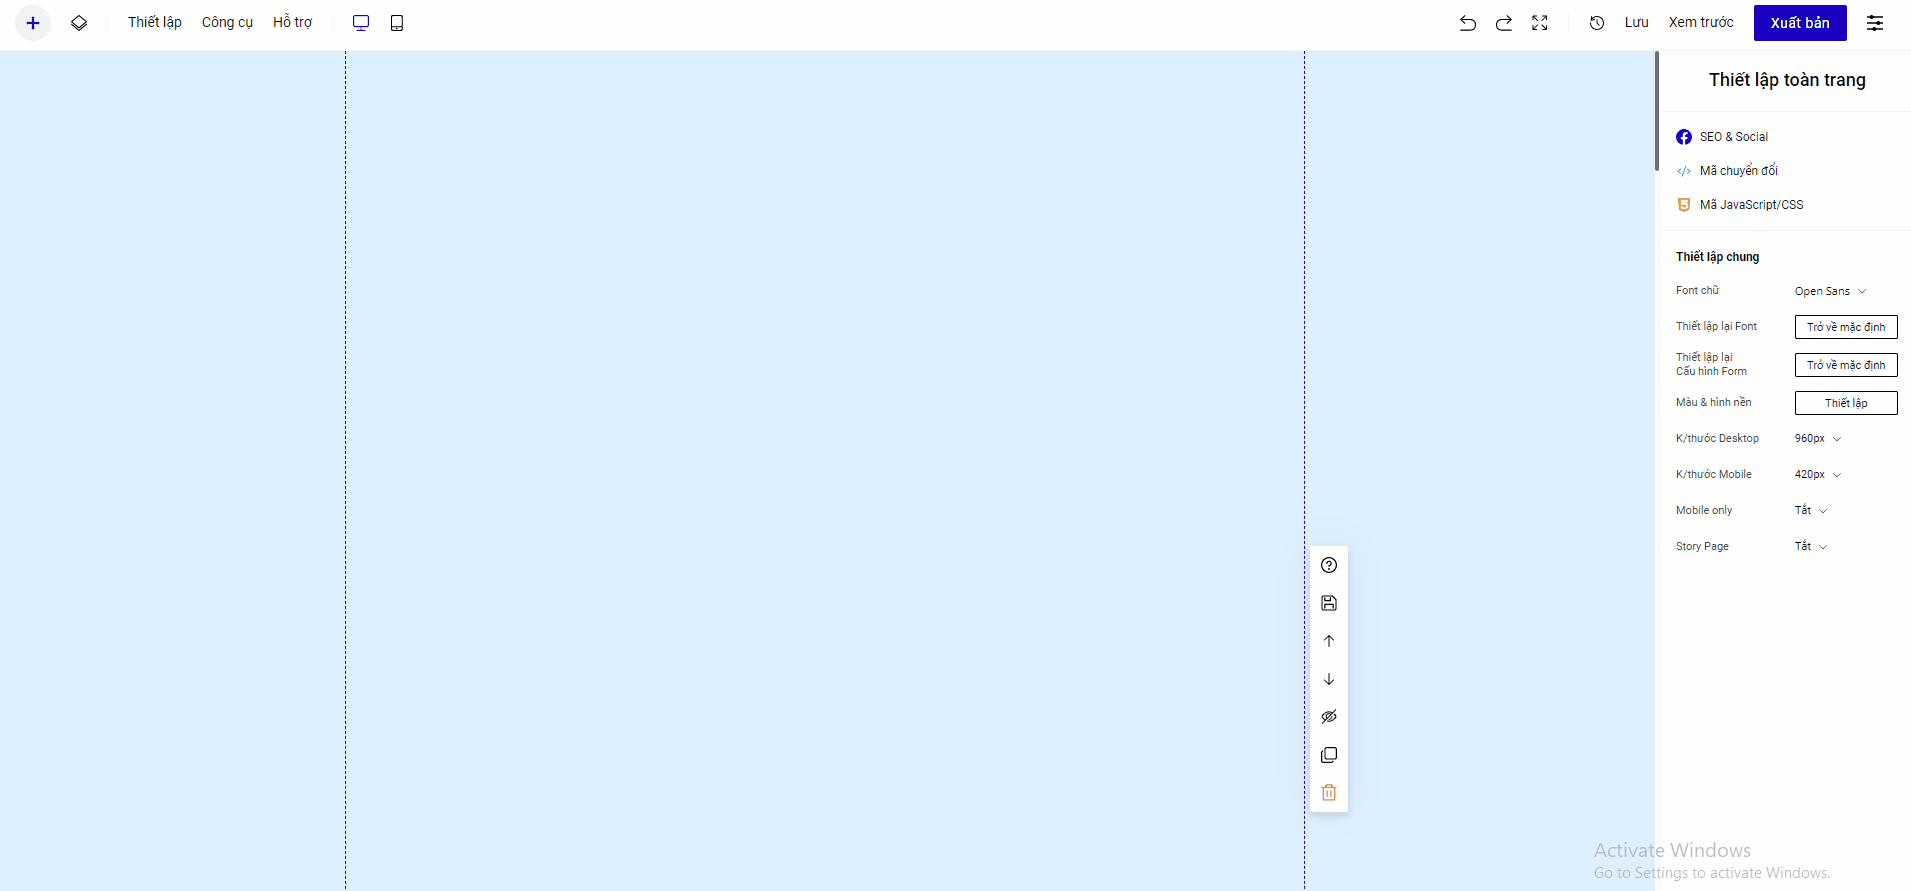 Thiết lập Công cụ Hỗ trợ Lưu Xem trước Xuất bản
Thiết lập toàn trang
SEO & Social
Mã chuyển đổi
Mã JavaScript/CSS
Thiết lập chung
Font chữ Open Sans
Thiết lập lại Font Trở về mặc định
Thiết lập lại
Cấu hình Form Trở về mặc định
Màu & hình nền Thiết lập
K/thước Desktop 960px
K/thước Mobile 420px
Mobile only Tắt
Story Page Tắt
Activate Windows
Go to Settings to activate Windows.